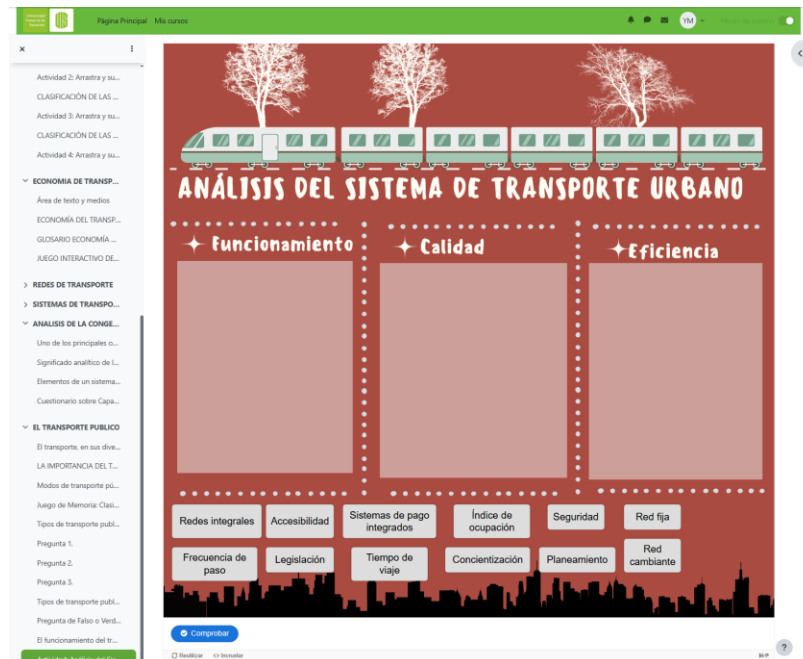 Página Principal Mis cursos
YM
Actividad 2: Arrastra y su...
CLASIFICACIÓN DE LAS ...
Actividad 3: Arrastra y su...
CLASIFICACIÓN DE LAS ...
Actividad 4: Arrastra y su...
ECONOMIA DE TRANSP...
Área de texto y medios
ECONOMÍA DEL TRANSP...
GLOSARIO ECONOMÍA ...
JUEGO INTERACTIVO DE...
REDES DE TRANSPORTE
SISTEMAS DE TRANSPO...
ANALISIS DE LA CONGE...
Uno de los principales o...
Significado analítico de l...
Elementos de un sistema...
Cuestionario sobre Capa...
EL TRANSPORTE PUBLICO
El transporte, en sus dive...
LA IMPORTANCIA DEL T...
Modos de transporte pú...
Juego de Memoria: Clasi...
Tipos de transporte publ...
Pregunta 1.
Pregunta 2.
Pregunta 3.
Tipos de transporte publ...
Pregunta de Falso o Verd...
El funcionamiento del tr...
ANÁLISIS DEL SISTEMA DE TRANSPORTE URBANO
Funcionamiento
Calidad
Eficiencia
Redes integrales
Accesibilidad
Sistemas de pago
integrados
Índice de
ocupación
Seguridad
Red fija
Frecuencia de
paso
Legislación
Tiempo de
viaje
Concientización
Planeamiento
Red
cambiante
Comprobar
Reutilizar
Incrustar